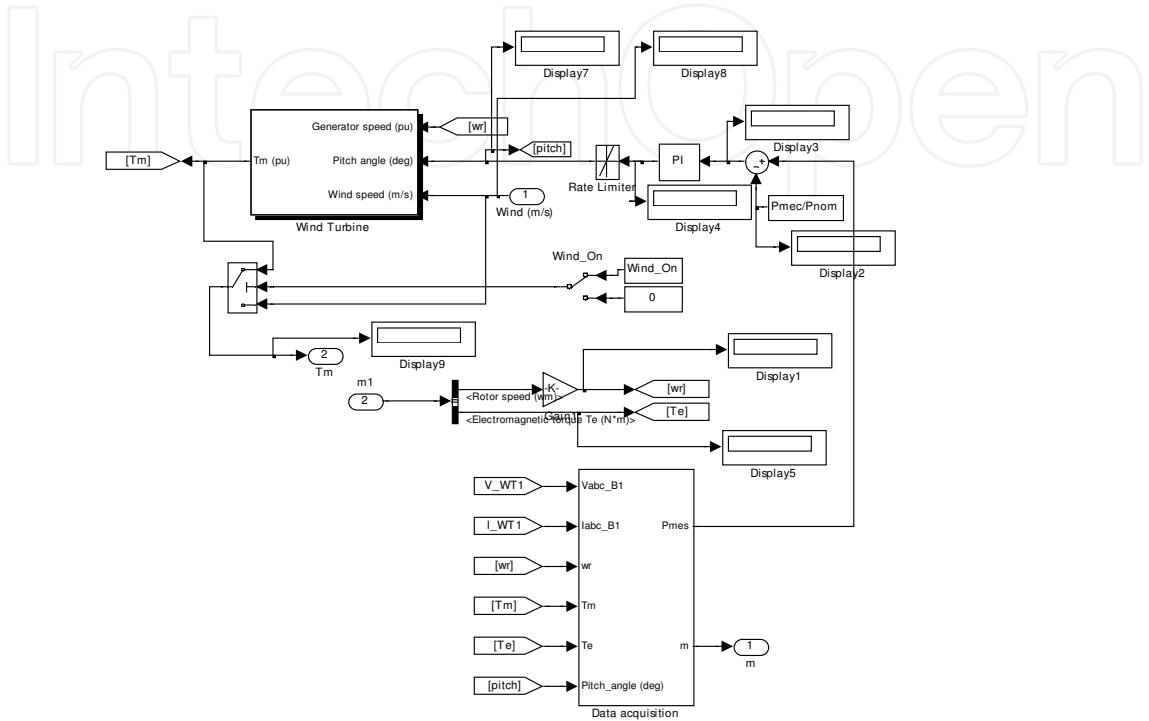 IntechOpen
Display7
Display8
Generator speed (pu)
[wr]
Display3
[pitch]
[Tm]
Tm (pu)
Pitch angle (deg)
PI
Rate Limiter
Wind speed (m/s)
1
Wind (m/s)
Wind Turbine
Display4
Pmec/Pnom
Display2
Wind_On
Wind_On
0
2
Tm
Display9
Display1
m1
2
-K-
[wr]
<Rotor speed (wm)>
Gain1
[Te]
<Electromagnetic torque Te (N*m)>
Display5
V_WT1
Vabc_B1
I_WT1
Iabc_B1
Pmes
[wr]
wr
[Tm]
Tm
[Te]
Te
m
1
m
[pitch]
Pitch_angle (deg)
Data acquisition